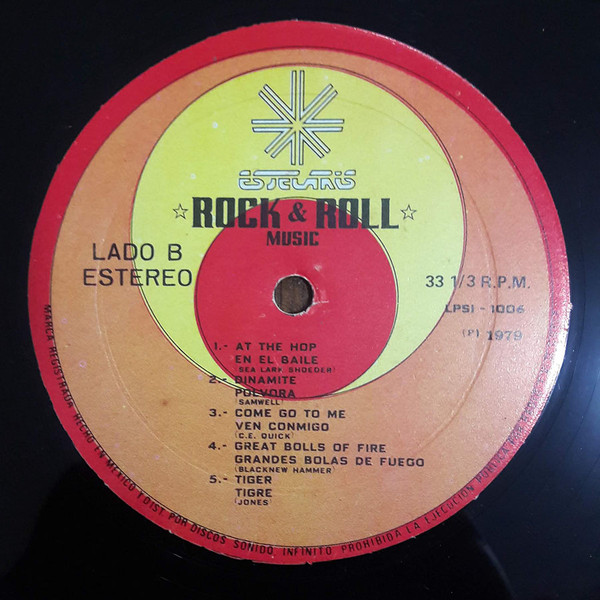 ESTELARIS
☆ ROCK & ROLL ☆
MUSIC
LADO B
ESTEREO
33 1/3 R.P.M.
LPSI - 1006
(P) 1979
1.- AT THE HOP
EN EL BAILE
(SEA LARK, SHOEDER)
2.- DINAMITE
POLVORA
(SAMWELL)
3.- COME GO TO ME
VEN CONMIGO
(C.E. QUICK)
4.- GREAT BOLLS OF FIRE
GRANDES BOLAS DE FUEGO
(BLACKNEW HAMMER)
5.- TIGER
TIGRE
(JONES)
MARCA REGISTRADA HECHO EN MEXICO Y DIST. POR DISCOS SONIDO INFINITO PROHIBIDA LA EJECUCION PUBLICA